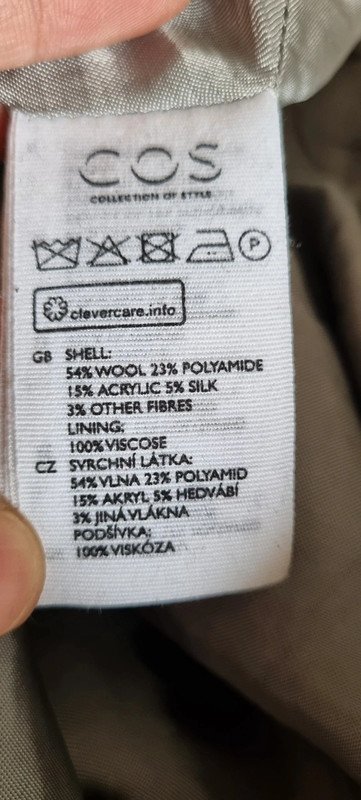 COS
COLLECTION OF STYLE
P
clevercare.info
GB SHELL:
54% WOOL 23% POLYAMIDE
15% ACRYLIC 5% SILK
3% OTHER FIBRES
LINING:
100% VISCOSE
CZ SVRCHNÍ LÁTKA:
54% VLNA 23% POLYAMID
15% AKRYL 5% HEDVÁBÍ
3% JINÁ VLÁKNA
PODŠÍVKA:
100% VISKÓZA